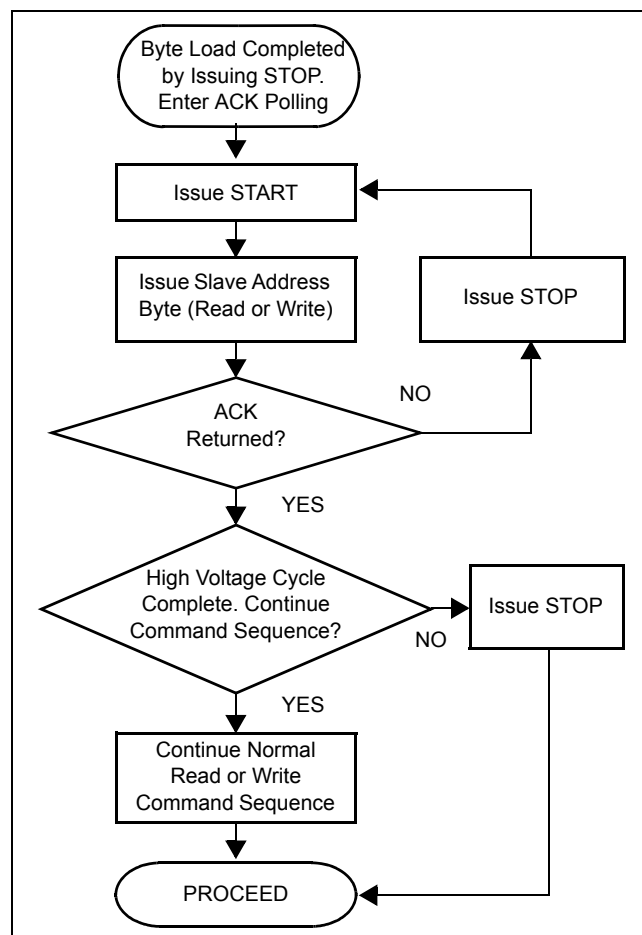 Byte Load Completed
by Issuing STOP.
Enter ACK Polling
Issue START
Issue Slave Address
Byte (Read or Write)
Issue STOP
ACK
Returned?
NO
YES
High Voltage Cycle
Complete. Continue
Command Sequence?
Issue STOP
NO
YES
Continue Normal
Read or Write
Command Sequence
PROCEED